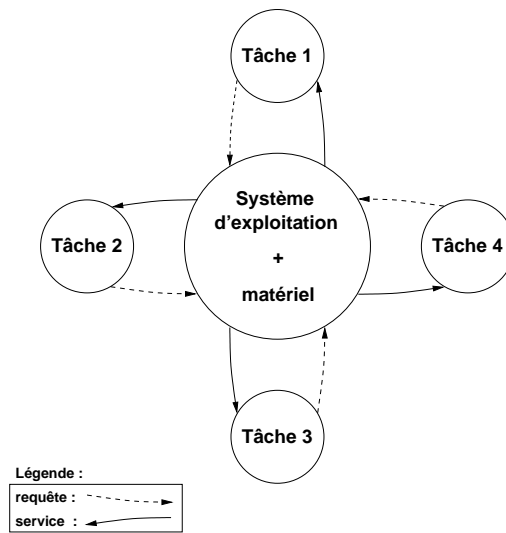 Tâche 1
Système
d'exploitation
+
matériel
Tâche 2
Tâche 4
Tâche 3
Légende :
requête :
service :